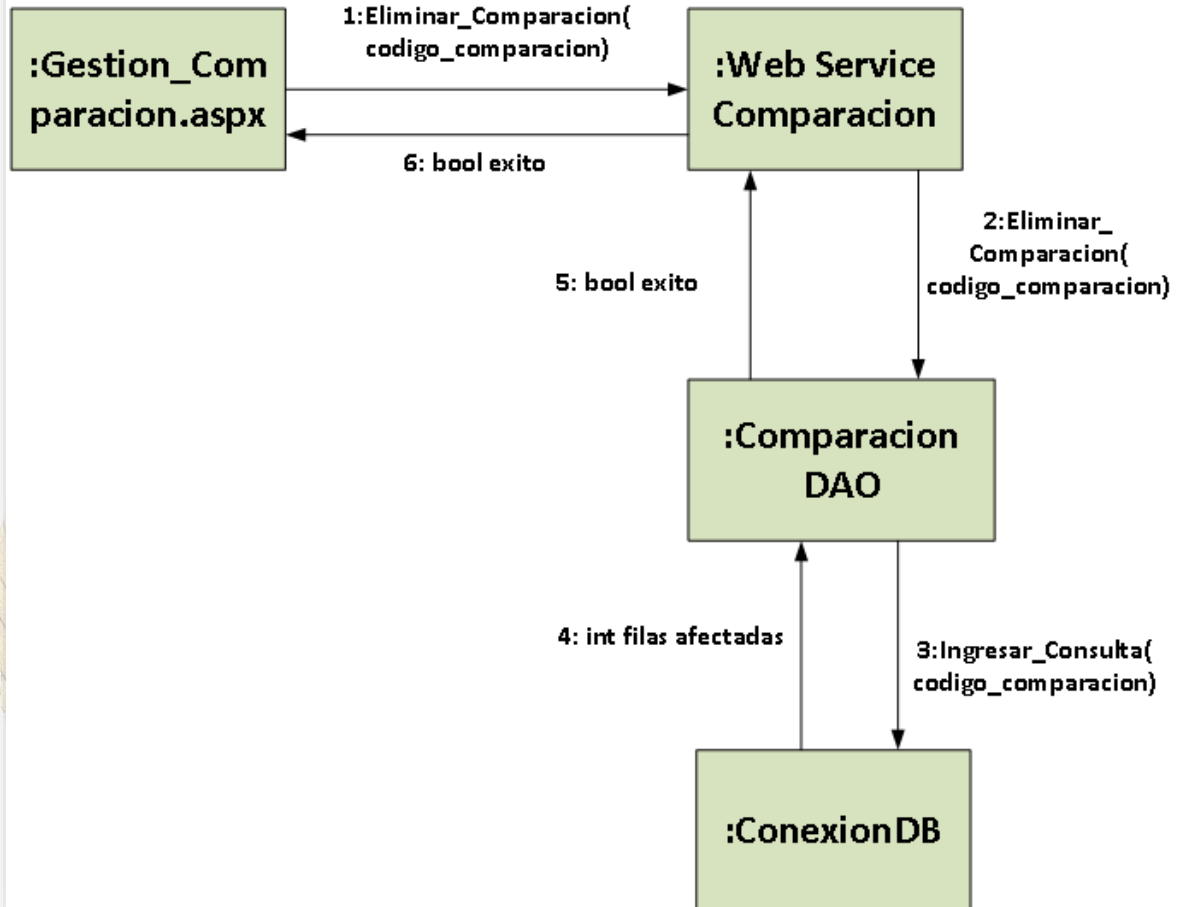 1:Eliminar_Comparacion(
codigo_comparacion)
:Gestion_Com
paracion.aspx
:Web Service
Comparacion
6: bool exito
2:Eliminar_
Comparacion(
codigo_comparacion)
5: bool exito
:Comparacion
DAO
4: int filas afectadas
3:Ingresar_Consulta(
codigo_comparacion)
:ConexionDB